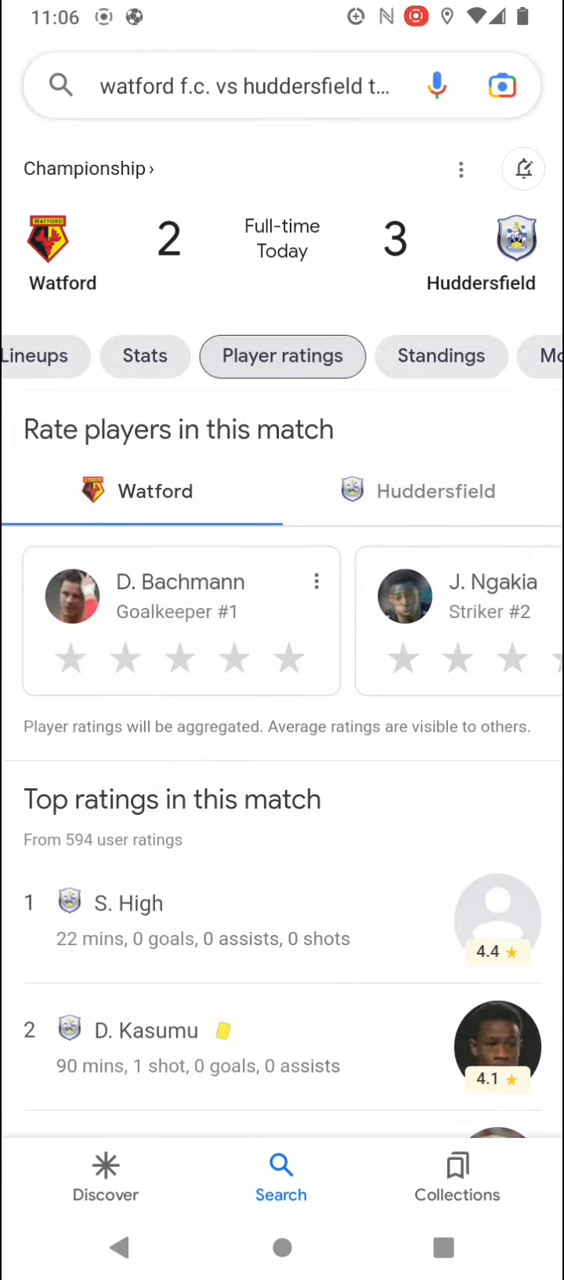 11:06
watford f.c. vs huddersfield t...
Championship ›
2
Full-time
Today
3
Watford
Huddersfield
Lineups
Stats
Player ratings
Standings
Mo
Rate players in this match
Watford
Huddersfield
D. Bachmann
Goalkeeper #1
J. Ngakia
Striker #2
Player ratings will be aggregated. Average ratings are visible to others.
Top ratings in this match
From 594 user ratings
1 S. High
22 mins, 0 goals, 0 assists, 0 shots
4.4
2 D. Kasumu
90 mins, 1 shot, 0 goals, 0 assists
4.1
Discover
Search
Collections